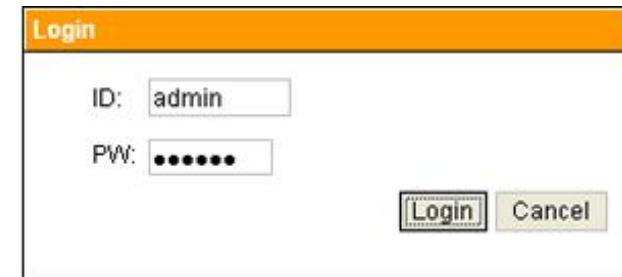 Login
ID: admin
PW: ●●●●●●
Login Cancel